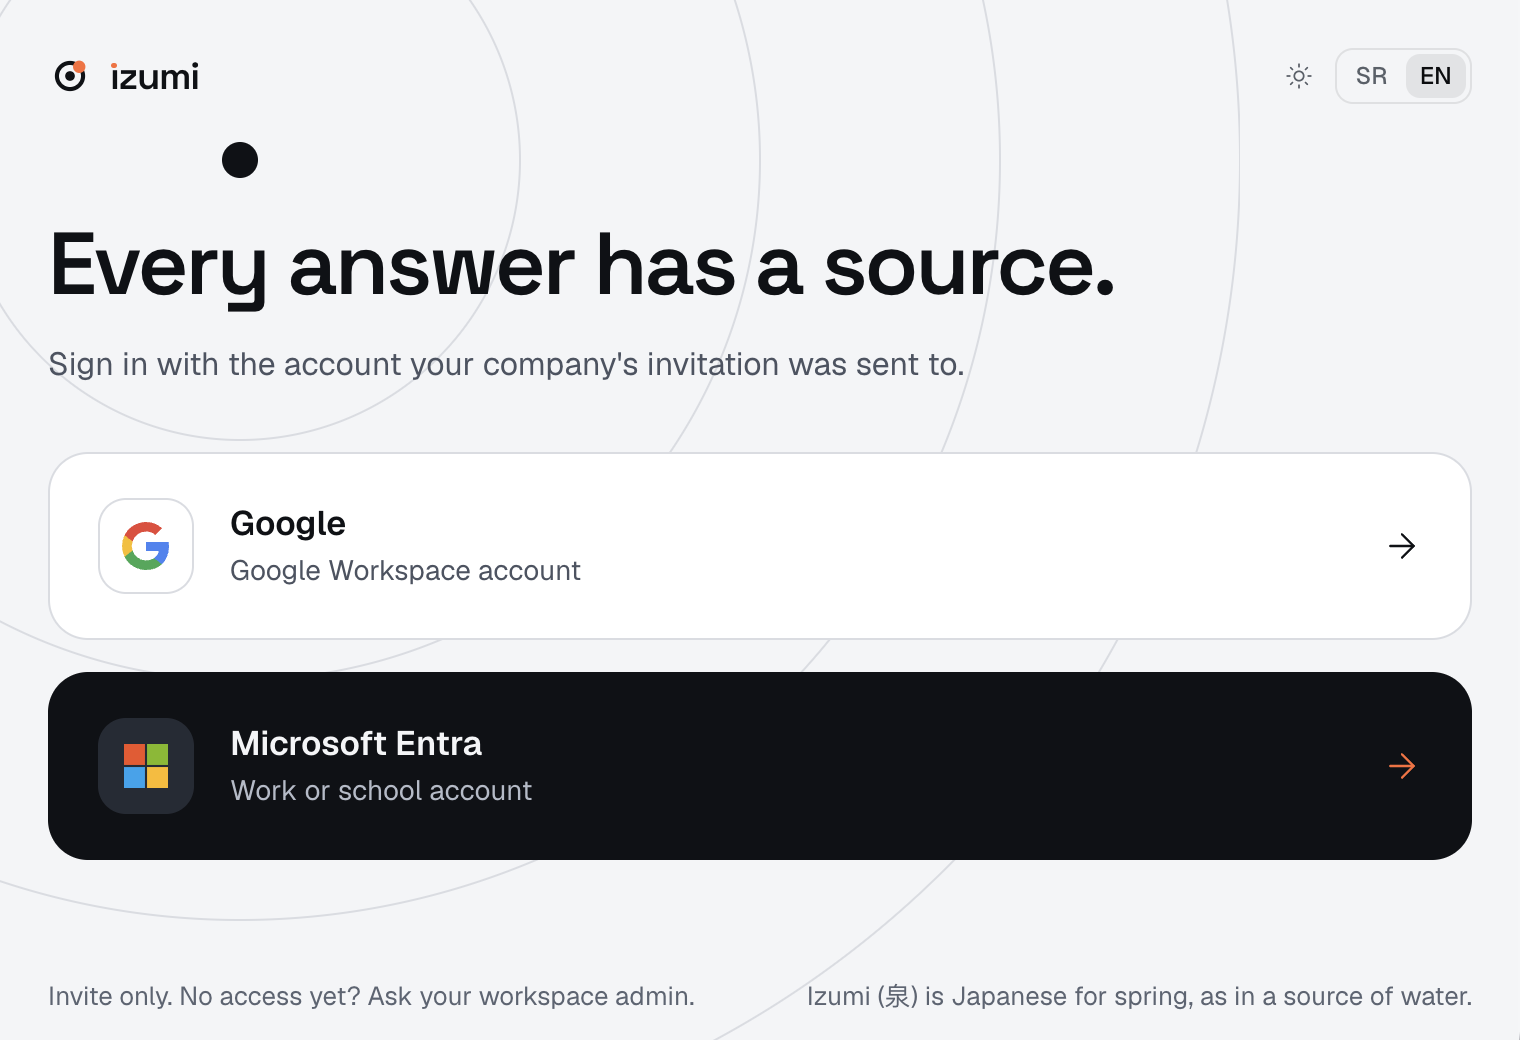 izumi
SR EN
Every answer has a source.
Sign in with the account your company's invitation was sent to.
Google
Google Workspace account
Microsoft Entra
Work or school account
Invite only. No access yet? Ask your workspace admin.
Izumi (泉) is Japanese for spring, as in a source of water.